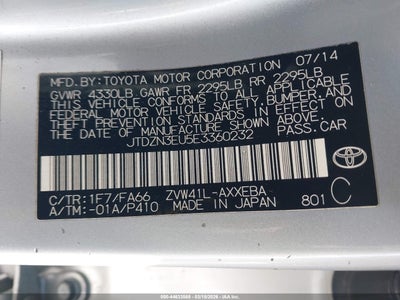 MFD.BY:TOYOTA MOTOR CORPORATION 07/14
GVWR 4330LB GAWR FR 2295LB RR 2295LB
THIS VEHICLE CONFORMS TO ALL APPLICABLE
FEDERAL MOTOR VEHICLE SAFETY, BUMPER, AND
THEFT PREVENTION STANDARDS IN EFFECT ON
THE DATE OF MANUFACTURE SHOWN ABOVE.
JTDZN3EU5E3360232 PASS.CAR
TOYOTA
C/TR: 1F7/FA66 ZVW41L-AXXEBA
A/TM: -01A/P410 MADE IN JAPAN 801 C